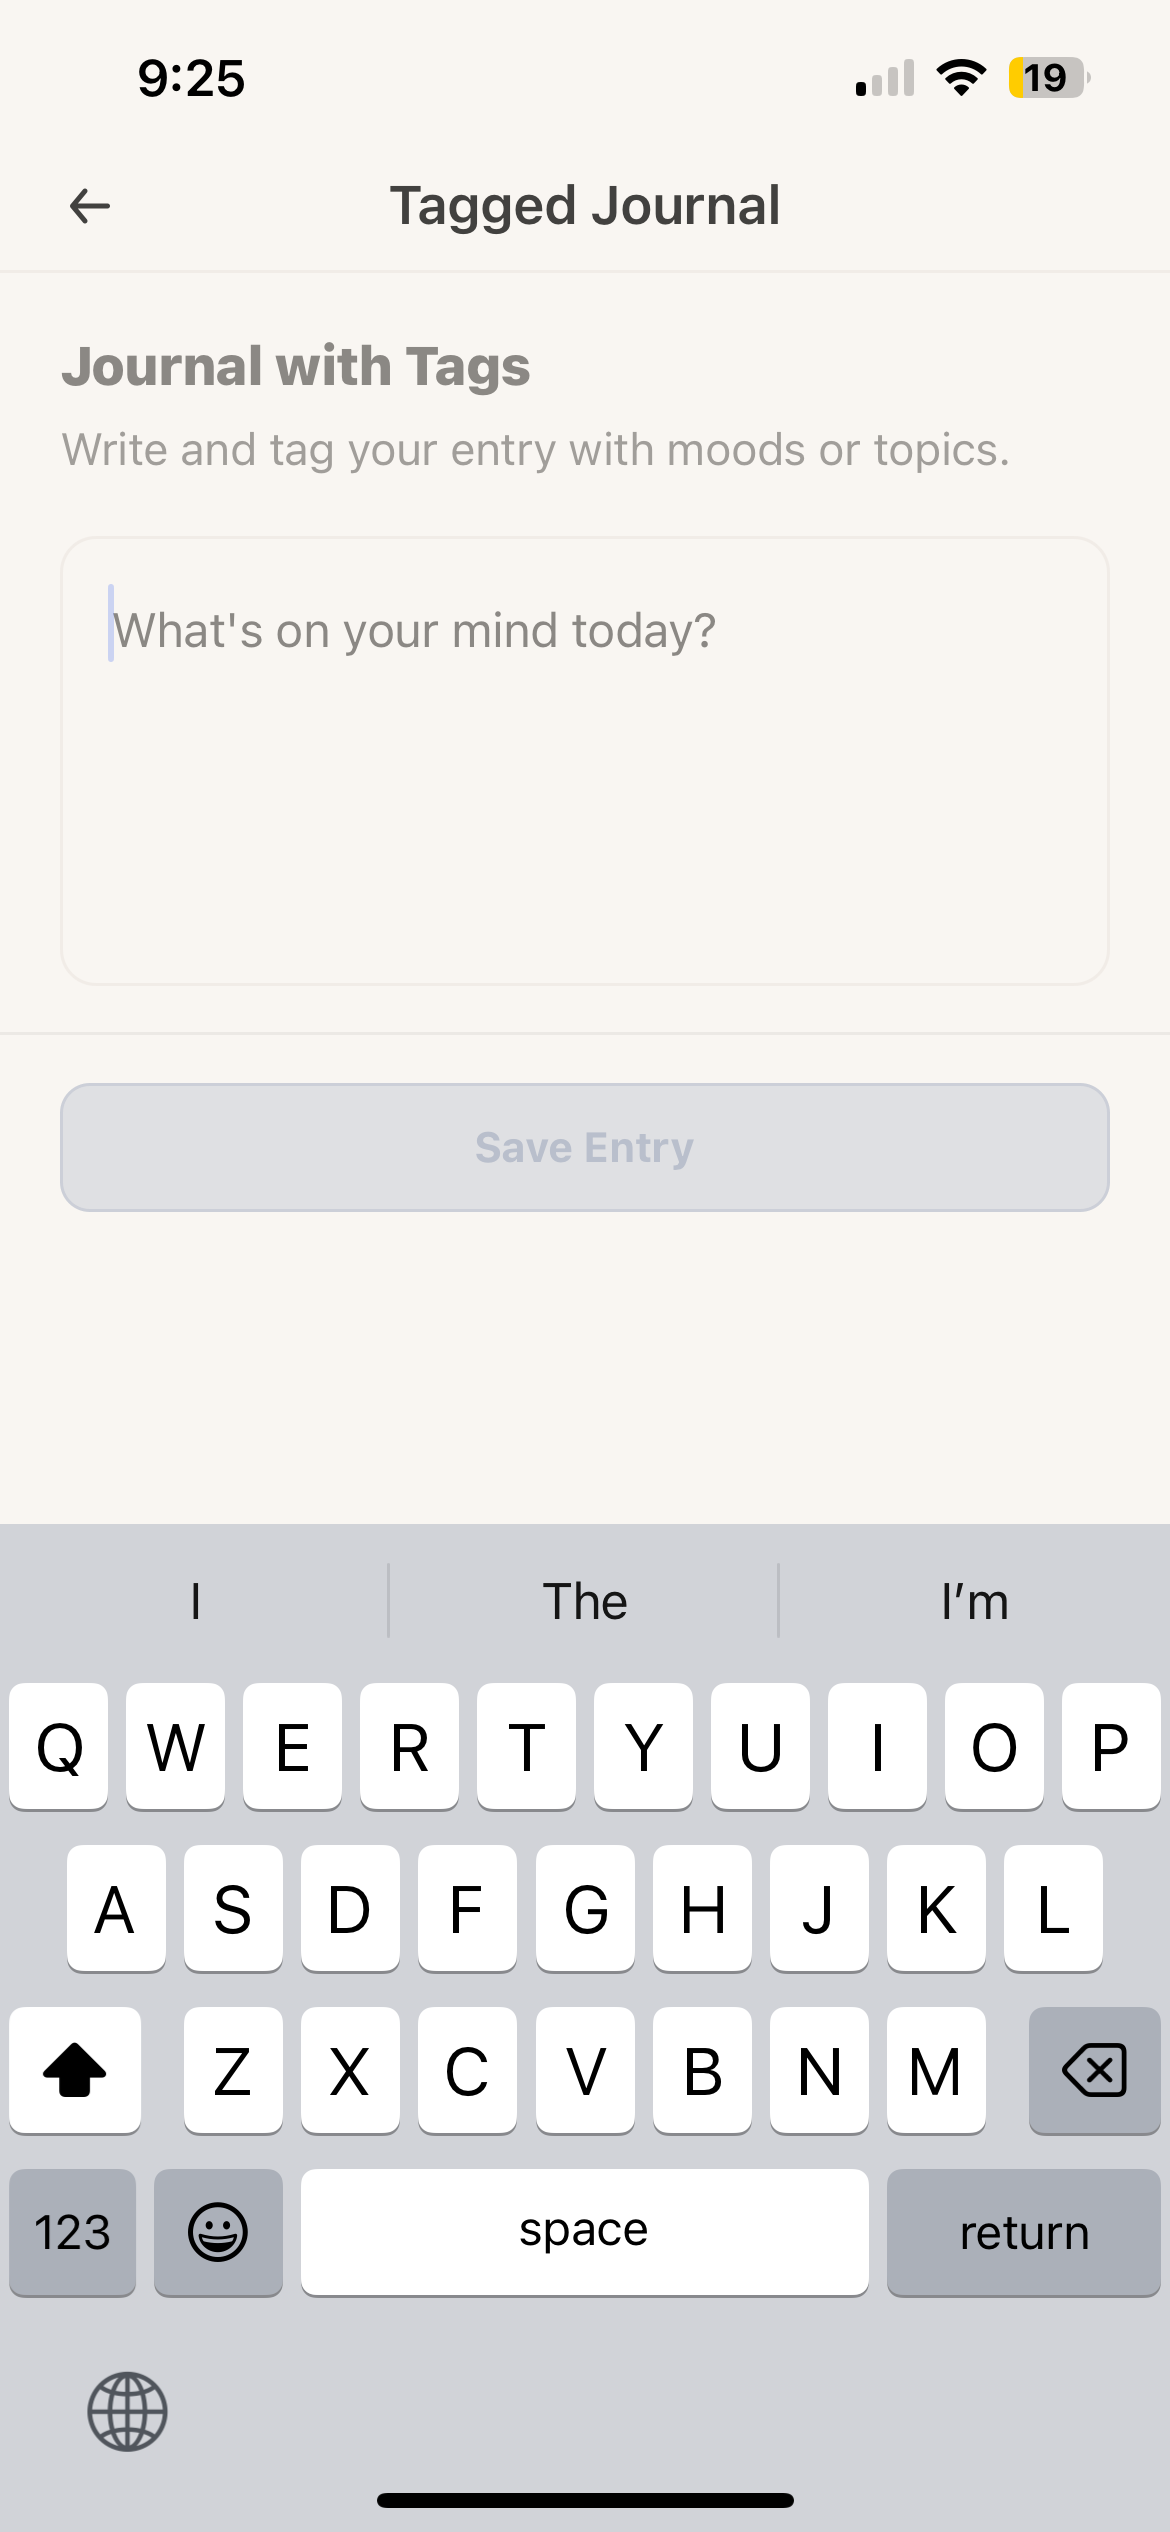 9:25
19
Tagged Journal
Journal with Tags
Write and tag your entry with moods or topics.
What's on your mind today?
Save Entry
I The I’m
Q W E R T Y U I O P
A S D F G H J K L
Z X C V B N M
123 space return